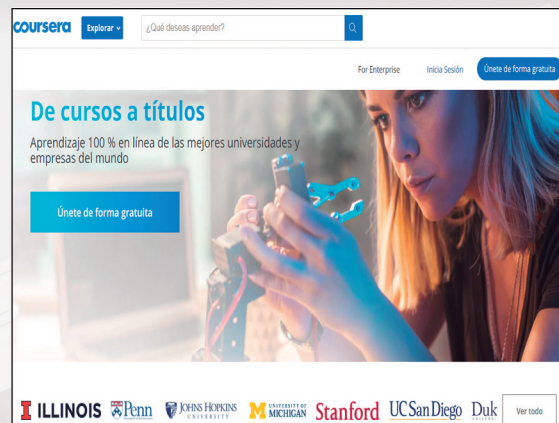 coursera
Explorar
¿Qué deseas aprender?
For Enterprise
Inicia Sesión
Únete de forma gratuita
De cursos a títulos
Aprendizaje 100 % en línea de las mejores universidades y
empresas del mundo
Únete de forma gratuita
I ILLINOIS
Penn
JOHNS HOPKINS
UNIVERSITY
M UNIVERSITY OF
MICHIGAN
Stanford
UC San Diego
Duk
Ver todo